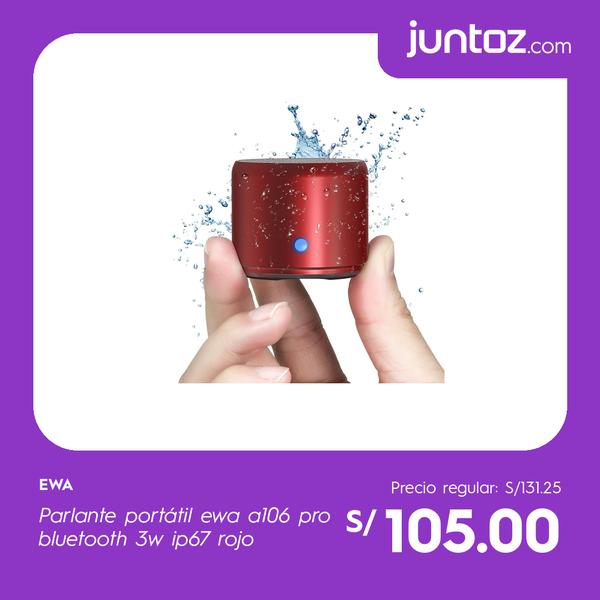 juntoz.com
EWA
Parlante portátil ewa a106 pro
bluetooth 3w ip67 rojo
Precio regular: S/131.25
S/105.00